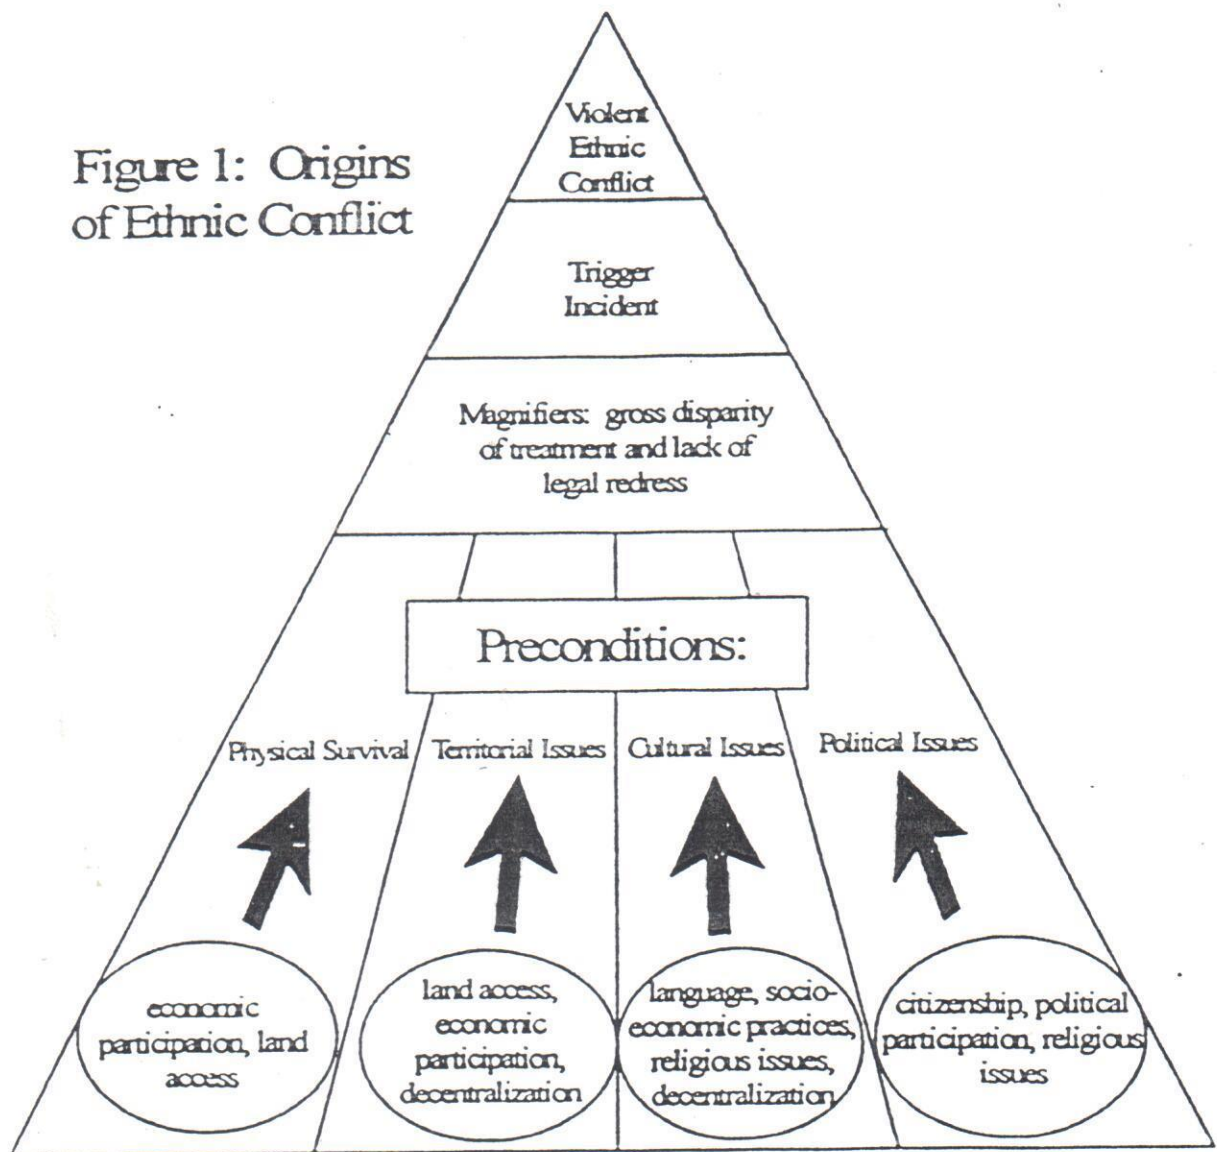 Figure 1: Origins
of Ethnic Conflict
Violent
Ethnic
Conflict
Trigger
Incident
Magnifiers: gross disparity
of treatment and lack of
legal redress
Preconditions:
Physical Survival
Territorial Issues
Cultural Issues
Political Issues
economic
participation, land
access
land access,
economic
participation,
decentralization
language, socio-
economic practices,
religious issues,
decentralization
citizenship, political
participation, religious
issues